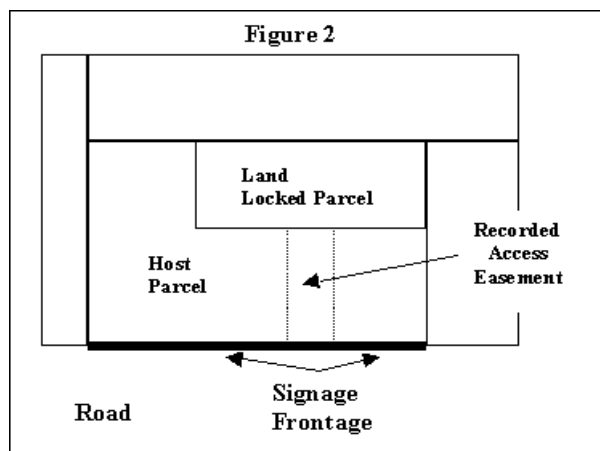 Figure 2
Land
Locked Parcel
Host
Parcel
Recorded
Access
Easement
Signage
Frontage
Road